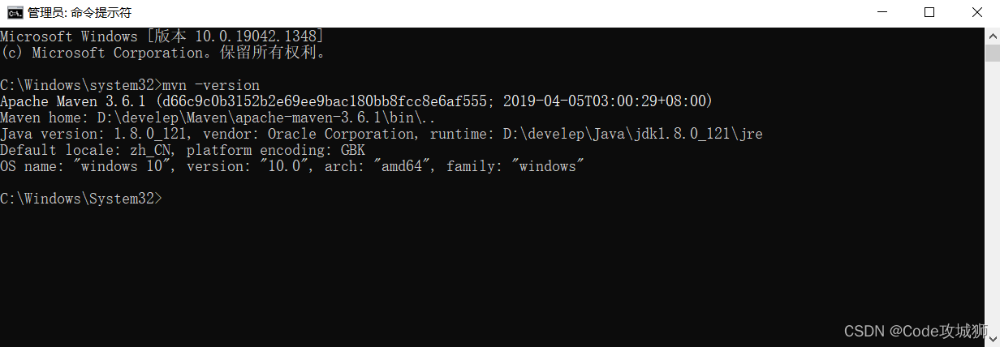 管理员: 命令提示符
Microsoft Windows [版本 10.0.19042.1348]
(c) Microsoft Corporation。保留所有权利。
C:\Windows\system32>mvn -version
Apache Maven 3.6.1 (d66c9c0b3152b2e69ee9bac180bb8fcc8e6af555; 2019-04-05T03:00:29+08:00)
Maven home: D:\develep\Maven\apache-maven-3.6.1\bin\..
Java version: 1.8.0_121, vendor: Oracle Corporation, runtime: D:\develep\Java\jdk1.8.0_121\jre
Default locale: zh_CN, platform encoding: GBK
OS name: "windows 10", version: "10.0", arch: "amd64", family: "windows"
C:\Windows\System32>
CSDN @Code攻城狮